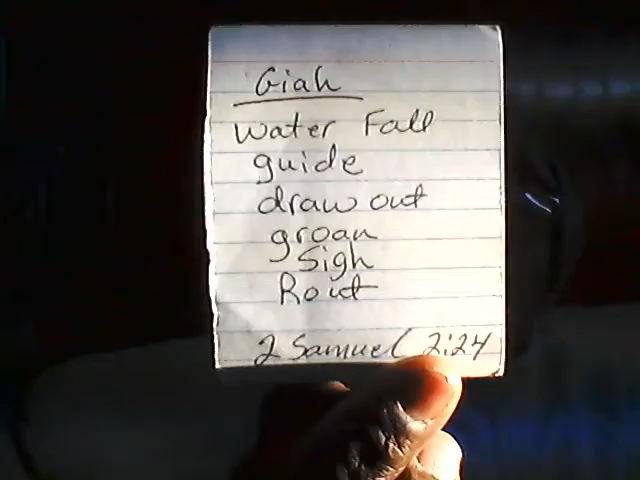 Giah
Water Fall
guide
draw out
groan
Sigh
Rout
2 Samuel 2:24